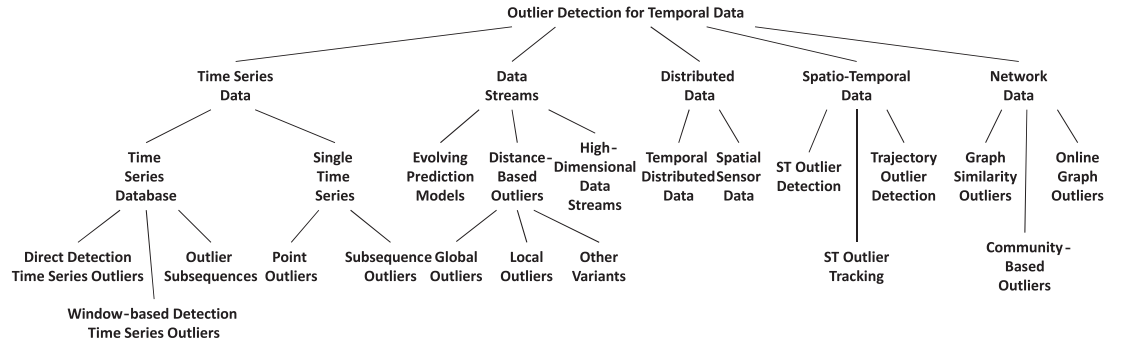 Outlier Detection for Temporal Data
Time Series
Data
Data
Streams
Distributed
Data
Spatio-Temporal
Data
Network
Data
Time
Series
Database
Single
Time
Series
Evolving
Prediction
Models
Distance-
Based
Outliers
High-
Dimensional
Data
Streams
Temporal
Distributed
Data
Spatial
Sensor
Data
ST Outlier
Detection
Trajectory
Outlier
Detection
Graph
Similarity
Outliers
Online
Graph
Outliers
Direct Detection
Time Series Outliers
Outlier
Subsequences
Point
Outliers
Subsequence
Outliers
Global
Outliers
Local
Outliers
Other
Variants
ST Outlier
Tracking
Community-
Based
Outliers
Window-based Detection
Time Series Outliers